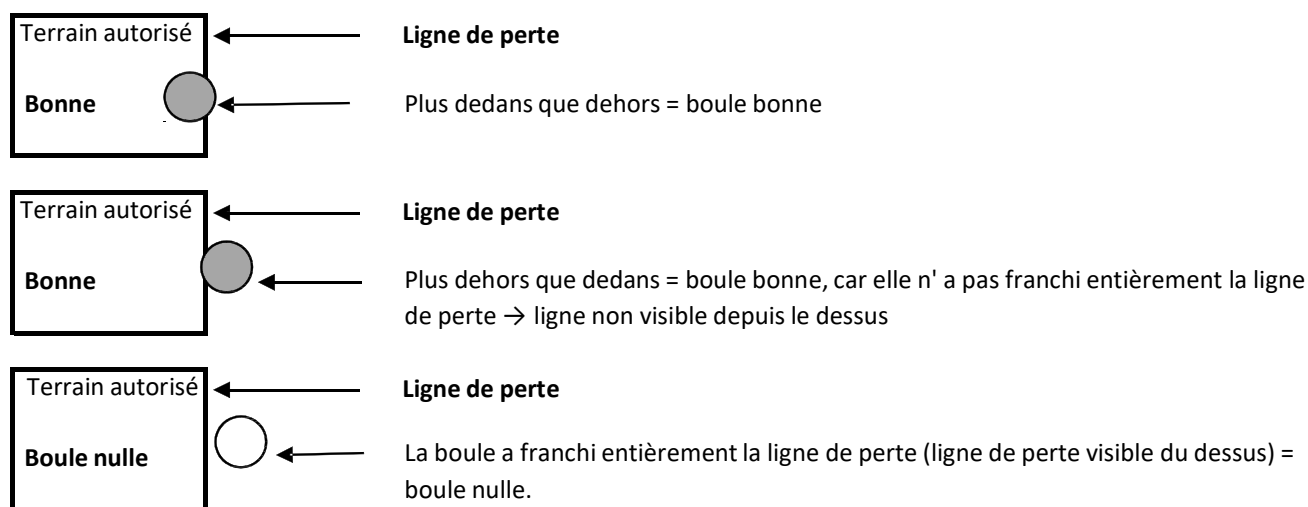 Terrain autorisé
Ligne de perte
Bonne
Plus dedans que dehors = boule bonne
Terrain autorisé
Ligne de perte
Bonne
Plus dehors que dedans = boule bonne, car elle n' a pas franchi entièrement la ligne
de perte → ligne non visible depuis le dessus
Terrain autorisé
Ligne de perte
Boule nulle
La boule a franchi entièrement la ligne de perte (ligne de perte visible du dessus) =
boule nulle.